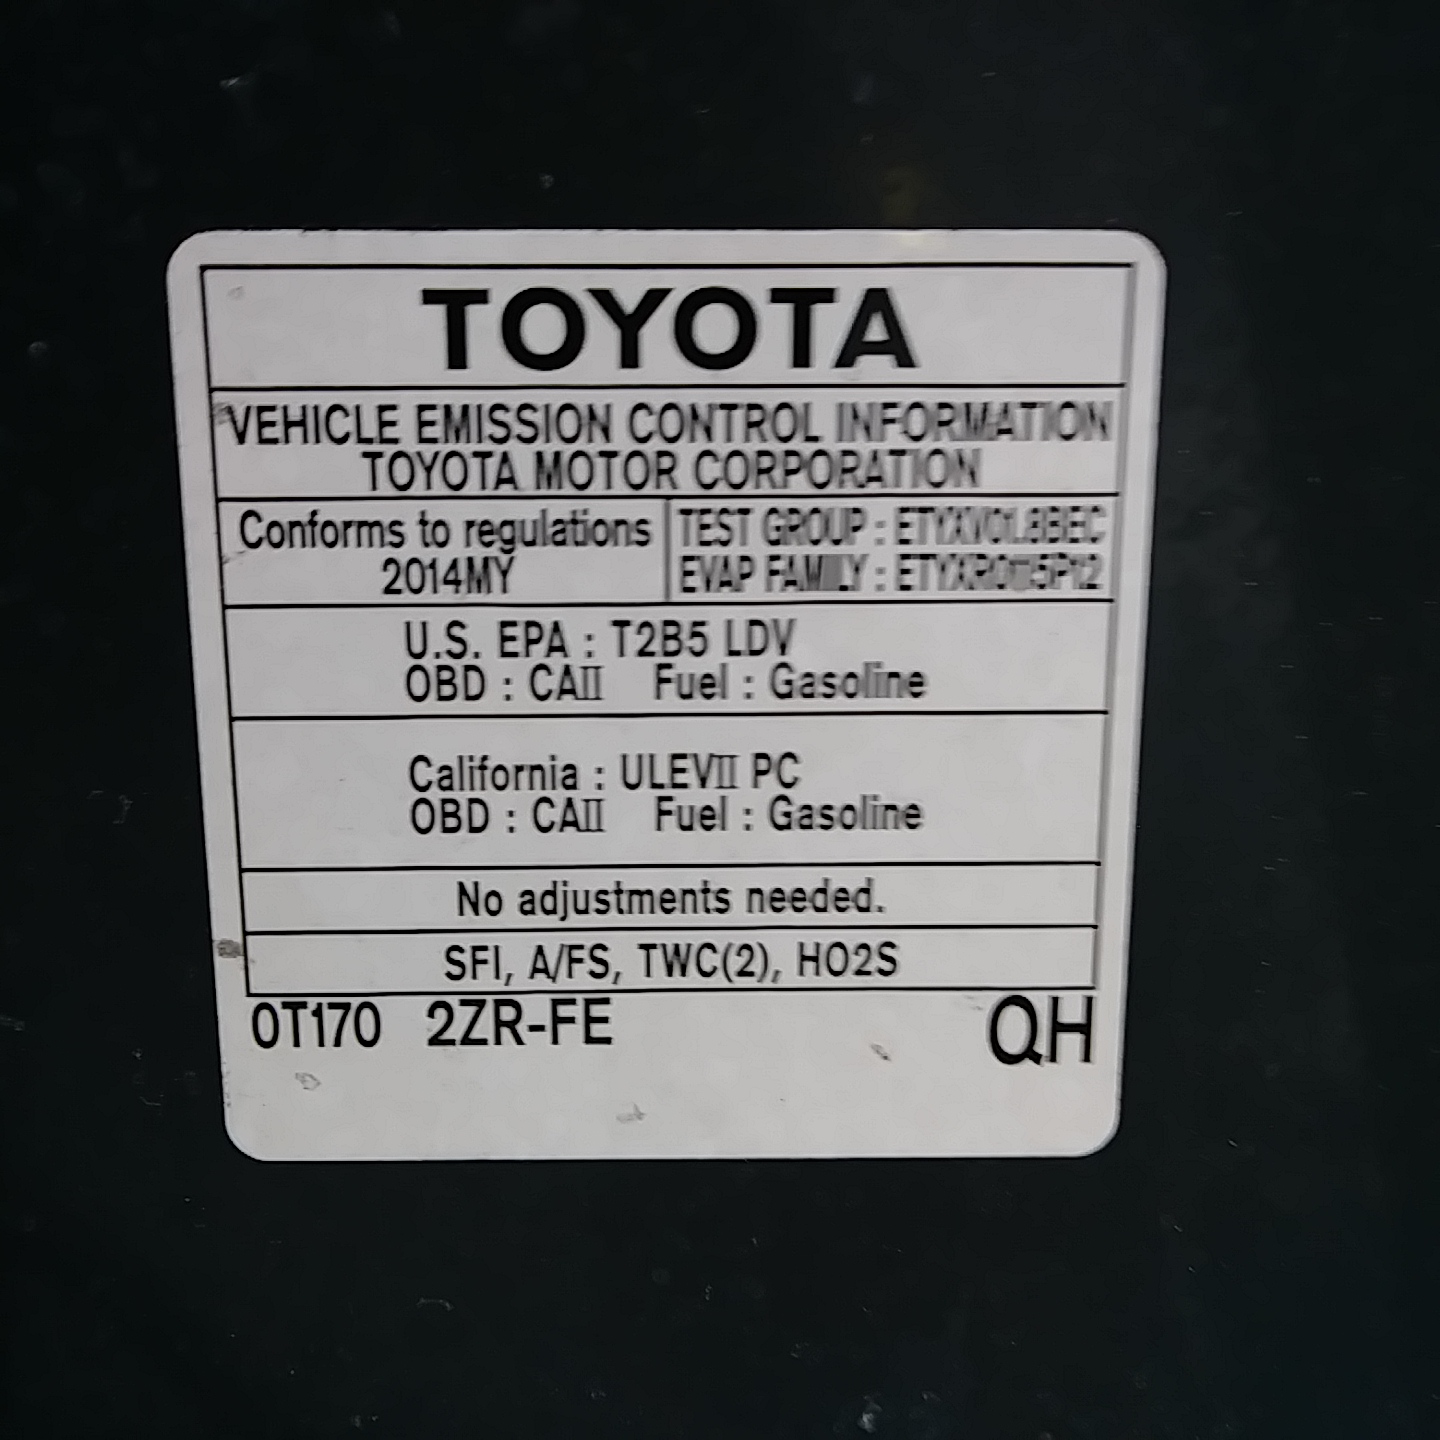 TOYOTA
VEHICLE EMISSION CONTROL INFORMATION
TOYOTA MOTOR CORPORATION
Conforms to regulations
2014MY
TEST GROUP :
EVAP FAMILY :
U.S. EPA : T2B5 LDV
OBD : CAII Fuel : Gasoline
California : ULEVII PC
OBD : CAII Fuel : Gasoline
No adjustments needed.
SFI, A/FS, TWC(2), HO2S
0T170 2ZR-FE
QH